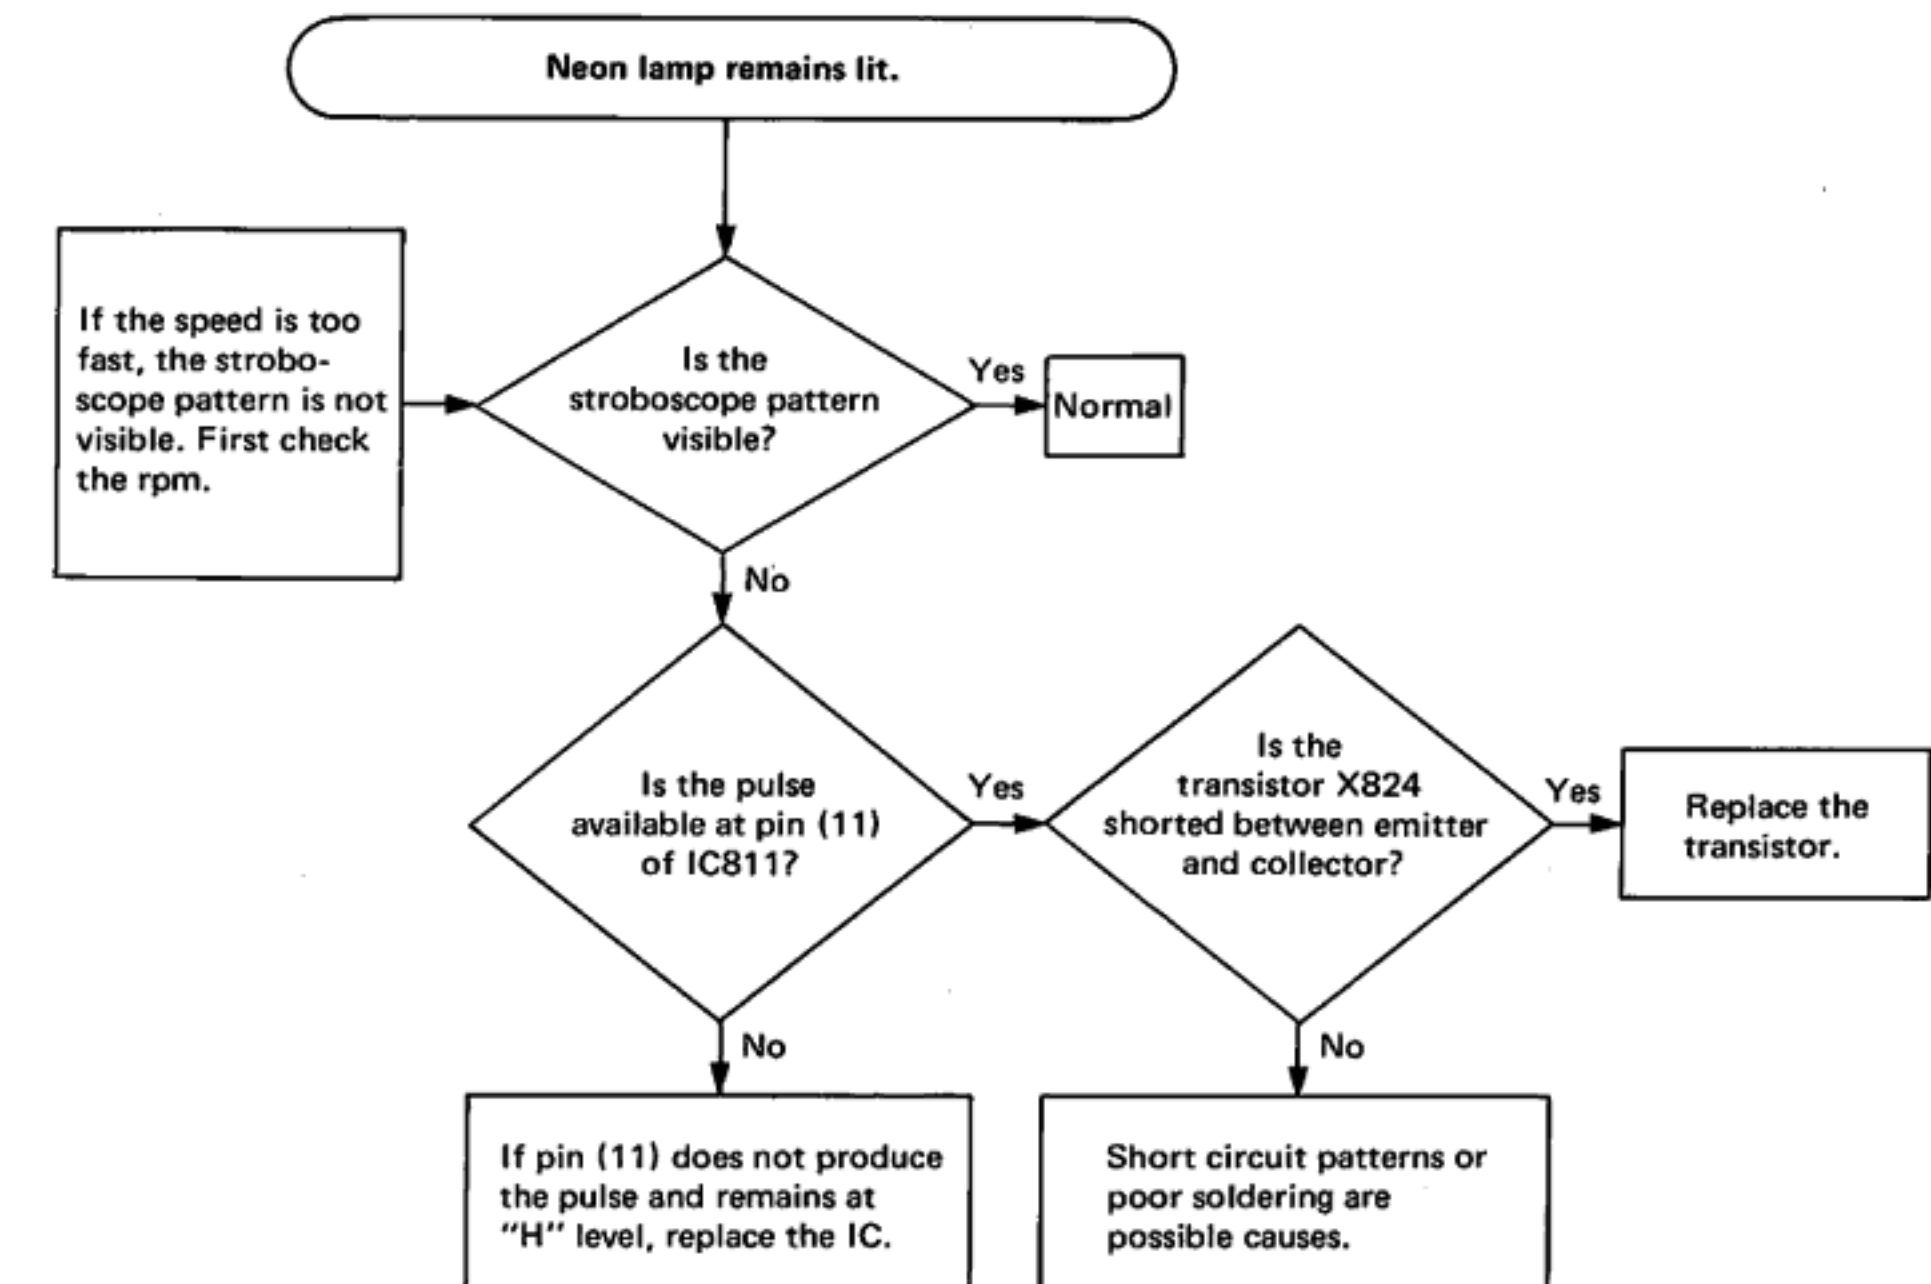 Neon lamp remains lit.
If the speed is too
fast, the strobo-
scope pattern is not
visible. First check
the rpm.
Is the
stroboscope pattern
visible?
Yes
Normal
No
Is the pulse
available at pin (11)
of IC811?
Yes
Is the
transistor X824
shorted between emitter
and collector?
Yes
Replace the
transistor.
No
If pin (11) does not produce
the pulse and remains at
"H" level, replace the IC.
No
Short circuit patterns or
poor soldering are
possible causes.